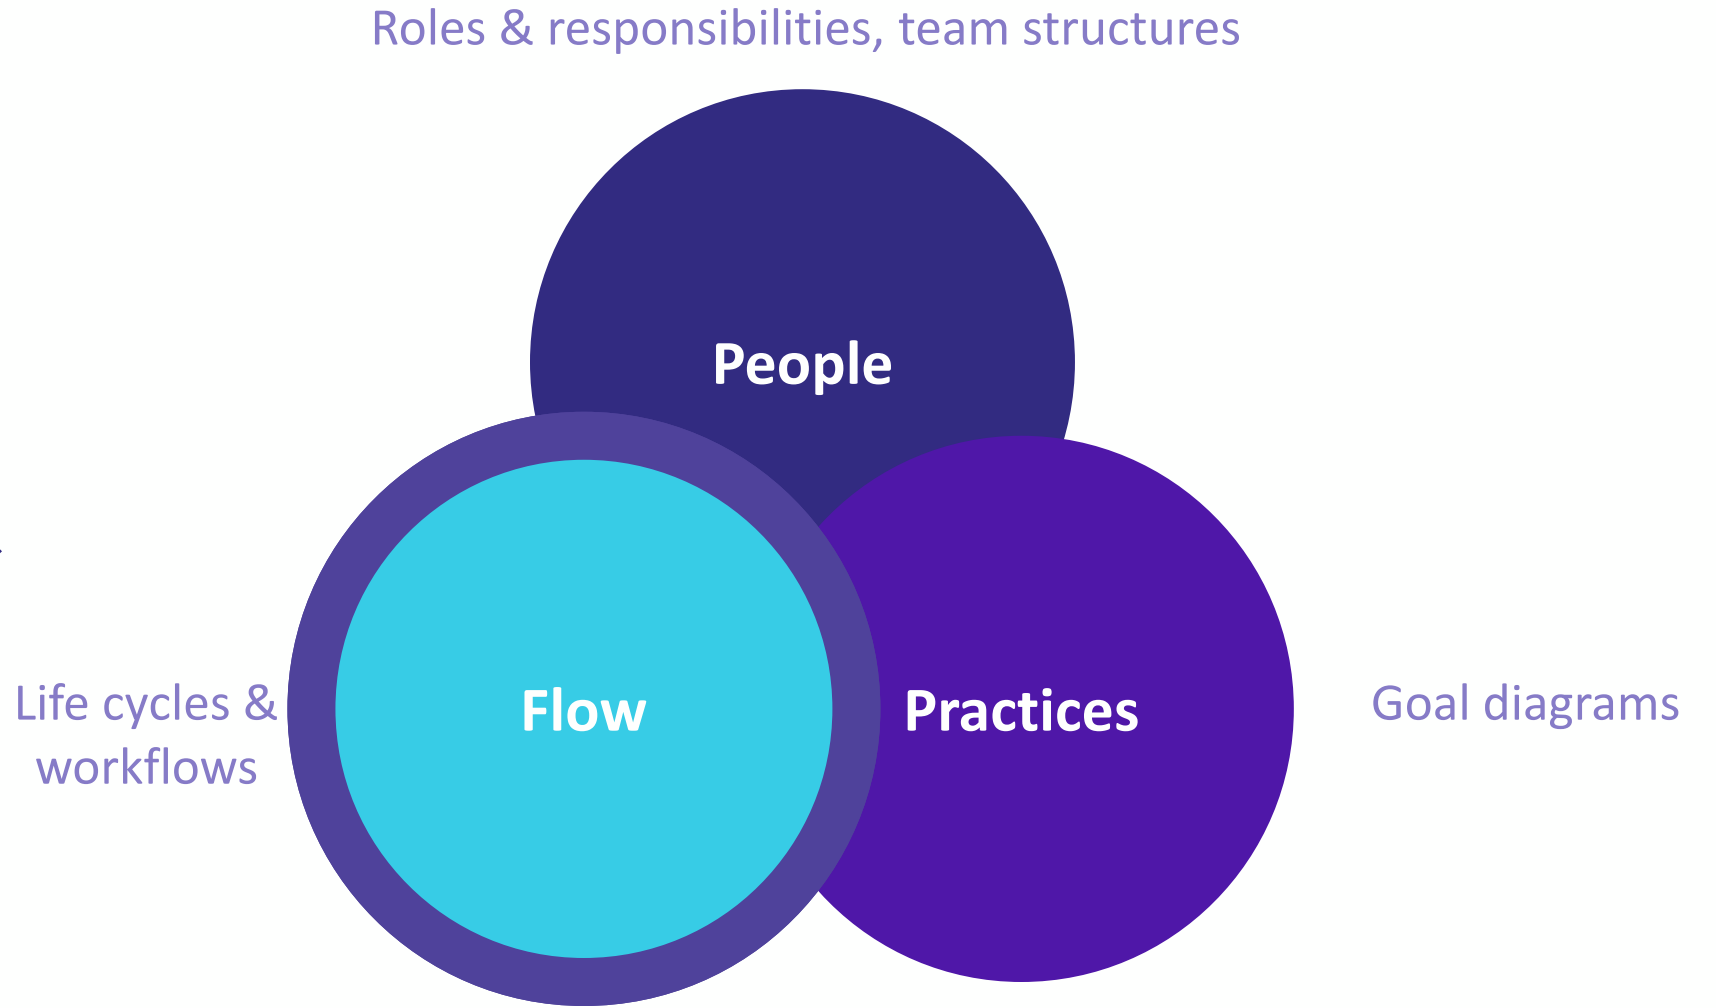 Roles & responsibilities, team structures
People
Life cycles &
workflows
Flow
Practices
Goal diagrams